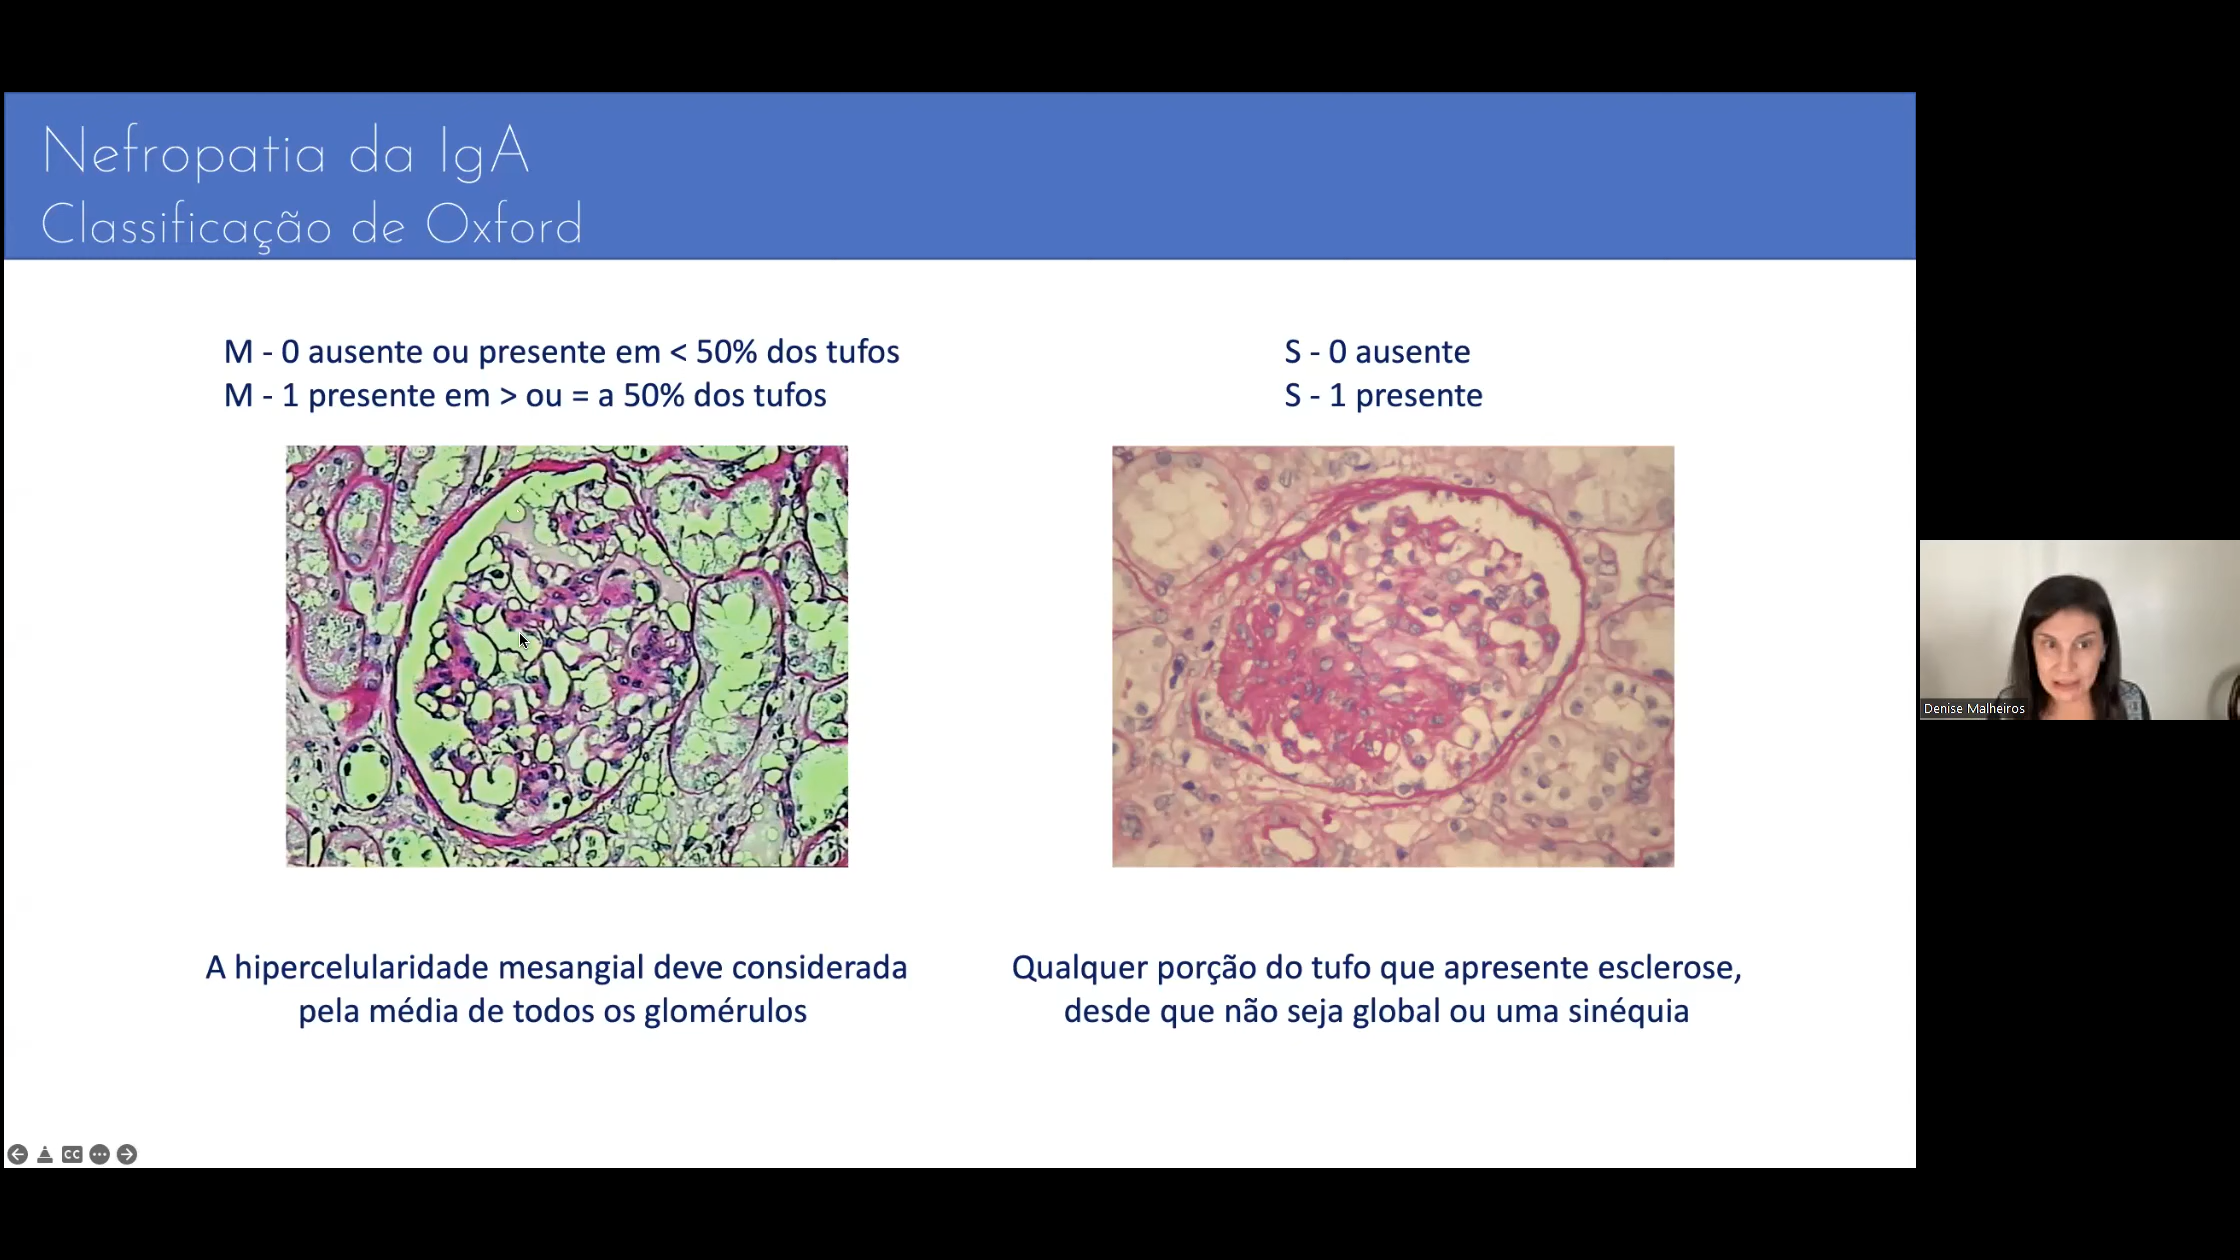 Nefropatia da IgA
Classificação de Oxford
M - 0 ausente ou presente em < 50% dos tufos
M - 1 presente em > ou = a 50% dos tufos
S - 0 ausente
S - 1 presente
A hipercelularidade mesangial deve considerada
pela média de todos os glomérulos
Qualquer porção do tufo que apresente esclerose,
desde que não seja global ou uma sinéquia
Denise Malheiros
CC